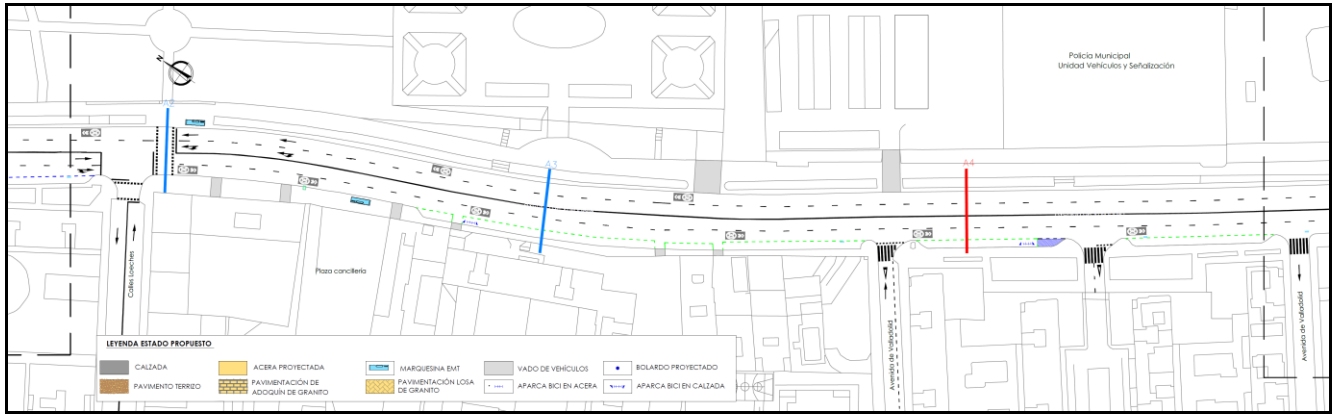 Policía Municipal
Unidad Vehículos y Señalización
N
A3
A4
Calles Loeches
Plaza cancillería
Avenida de Valladolid
Avenida de Valladolid
LEYENDA ESTADO PROPUESTO
CALZADA
ACERA PROYECTADA
MARQUESINA EMT
VADO DE VEHÍCULOS
BOLARDO PROYECTADO
PAVIMENTO TERRIZO
PAVIMENTACIÓN DE
ADOQUÍN DE GRANITO
PAVIMENTACIÓN LOSA
DE GRANITO
APARCA BICI EN ACERA
APARCA BICI EN CALZADA